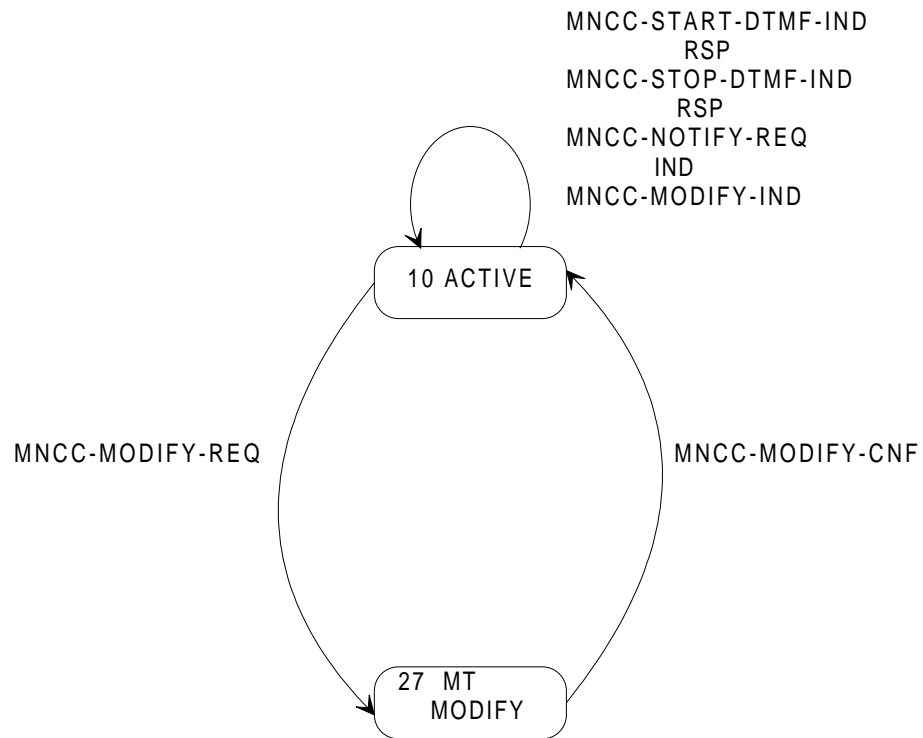 MNCC-START-DTMF-IND
RSP
MNCC-STOP-DTMF-IND
RSP
MNCC-NOTIFY-REQ
IND
MNCC-MODIFY-IND
10 ACTIVE
MNCC-MODIFY-REQ
MNCC-MODIFY-CNF
27 MT
MODIFY